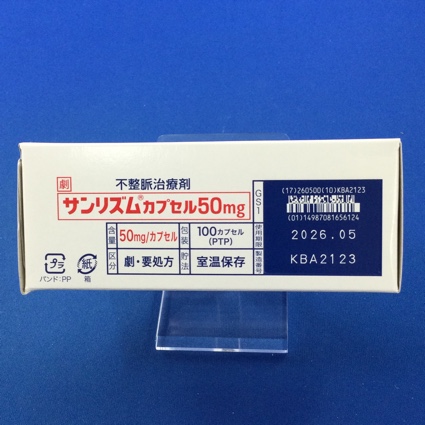 劇
不整脈治療剤
サンリズム®カプセル50mg
含量
50mg/カプセル
包装
100カプセル
(PTP)
区分
劇・要処方
貯法
室温保存
プラ
バンド:PP
紙
箱
GS1
(17)260500(10)KBA2123
(01)14987081656124
使用期限
2026.05
製造番号
KBA2123